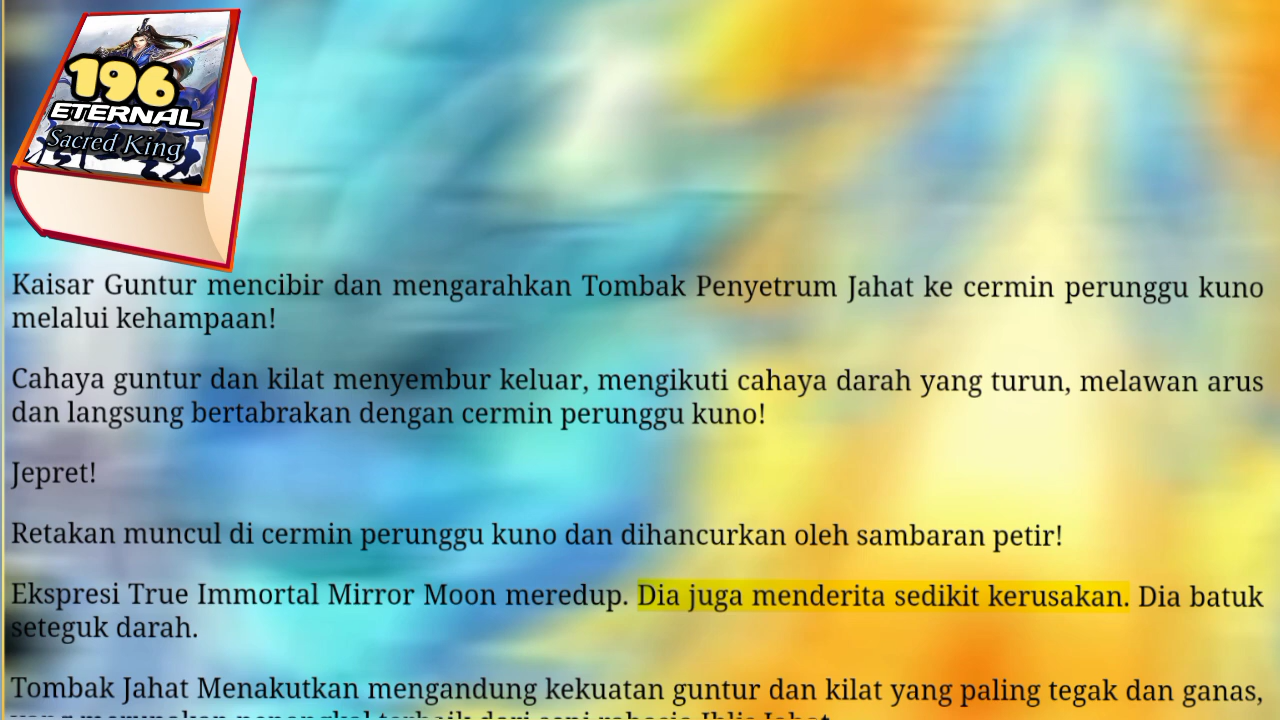 196
ETERNAL
Sacred King
Kaisar Guntur mencibir dan mengarahkan Tombak Penyetrum Jahat ke cermin perunggu kuno
melalui kehampaan!
Cahaya guntur dan kilat menyembur keluar, mengikuti cahaya darah yang turun, melawan arus
dan langsung bertabrakan dengan cermin perunggu kuno!
Jepret!
Retakan muncul di cermin perunggu kuno dan dihancurkan oleh sambaran petir!
Ekspresi True Immortal Mirror Moon meredup. Dia juga menderita sedikit kerusakan. Dia batuk
seteguk darah.
Tombak Jahat Menakutkan mengandung kekuatan guntur dan kilat yang paling tegak dan ganas,